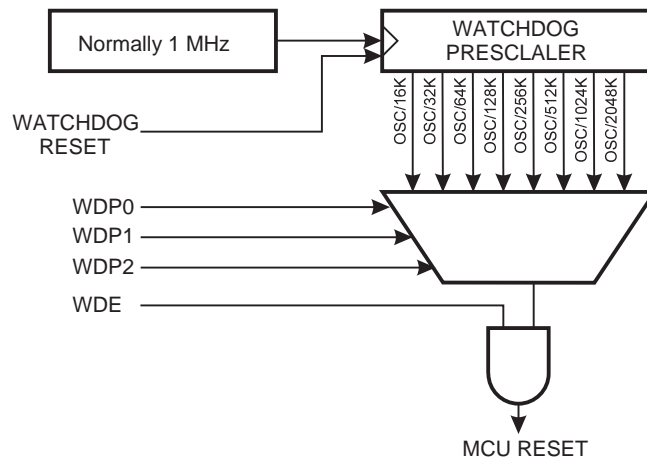 Normally 1 MHz
WATCHDOG
PRESCLALER
WATCHDOG
RESET
OSC/16K
OSC/32K
OSC/64K
OSC/128K
OSC/256K
OSC/512K
OSC/1024K
OSC/2048K
WDP0
WDP1
WDP2
WDE
MCU RESET